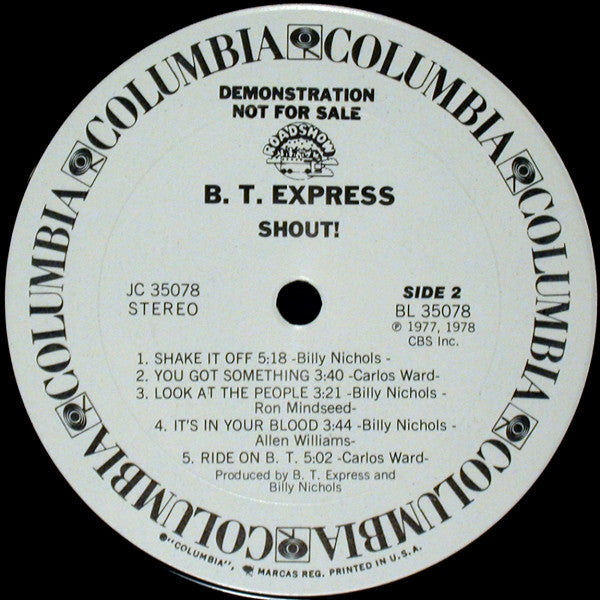 COLUMBIA COLUMBIA COLUMBIA COLUMBIA COLUMBIA COLUMBIA COLUMBIA COLUMBIA
DEMONSTRATION
NOT FOR SALE
ROADSHOW
B. T. EXPRESS
SHOUT!
JC 35078
STEREO
SIDE 2
BL 35078
℗ 1977, 1978
CBS Inc.
1. SHAKE IT OFF 5:18 -Billy Nichols -
2. YOU GOT SOMETHING 3:40 -Carlos Ward-
3. LOOK AT THE PEOPLE 3:21 -Billy Nichols -
Ron Mindseed-
4. IT'S IN YOUR BLOOD 3:44 -Billy Nichols -
Allen Williams-
5. RIDE ON B. T. 5:02 -Carlos Ward-
Produced by B. T. Express and
Billy Nichols
"COLUMBIA", MARCAS REG. PRINTED IN U.S.A.